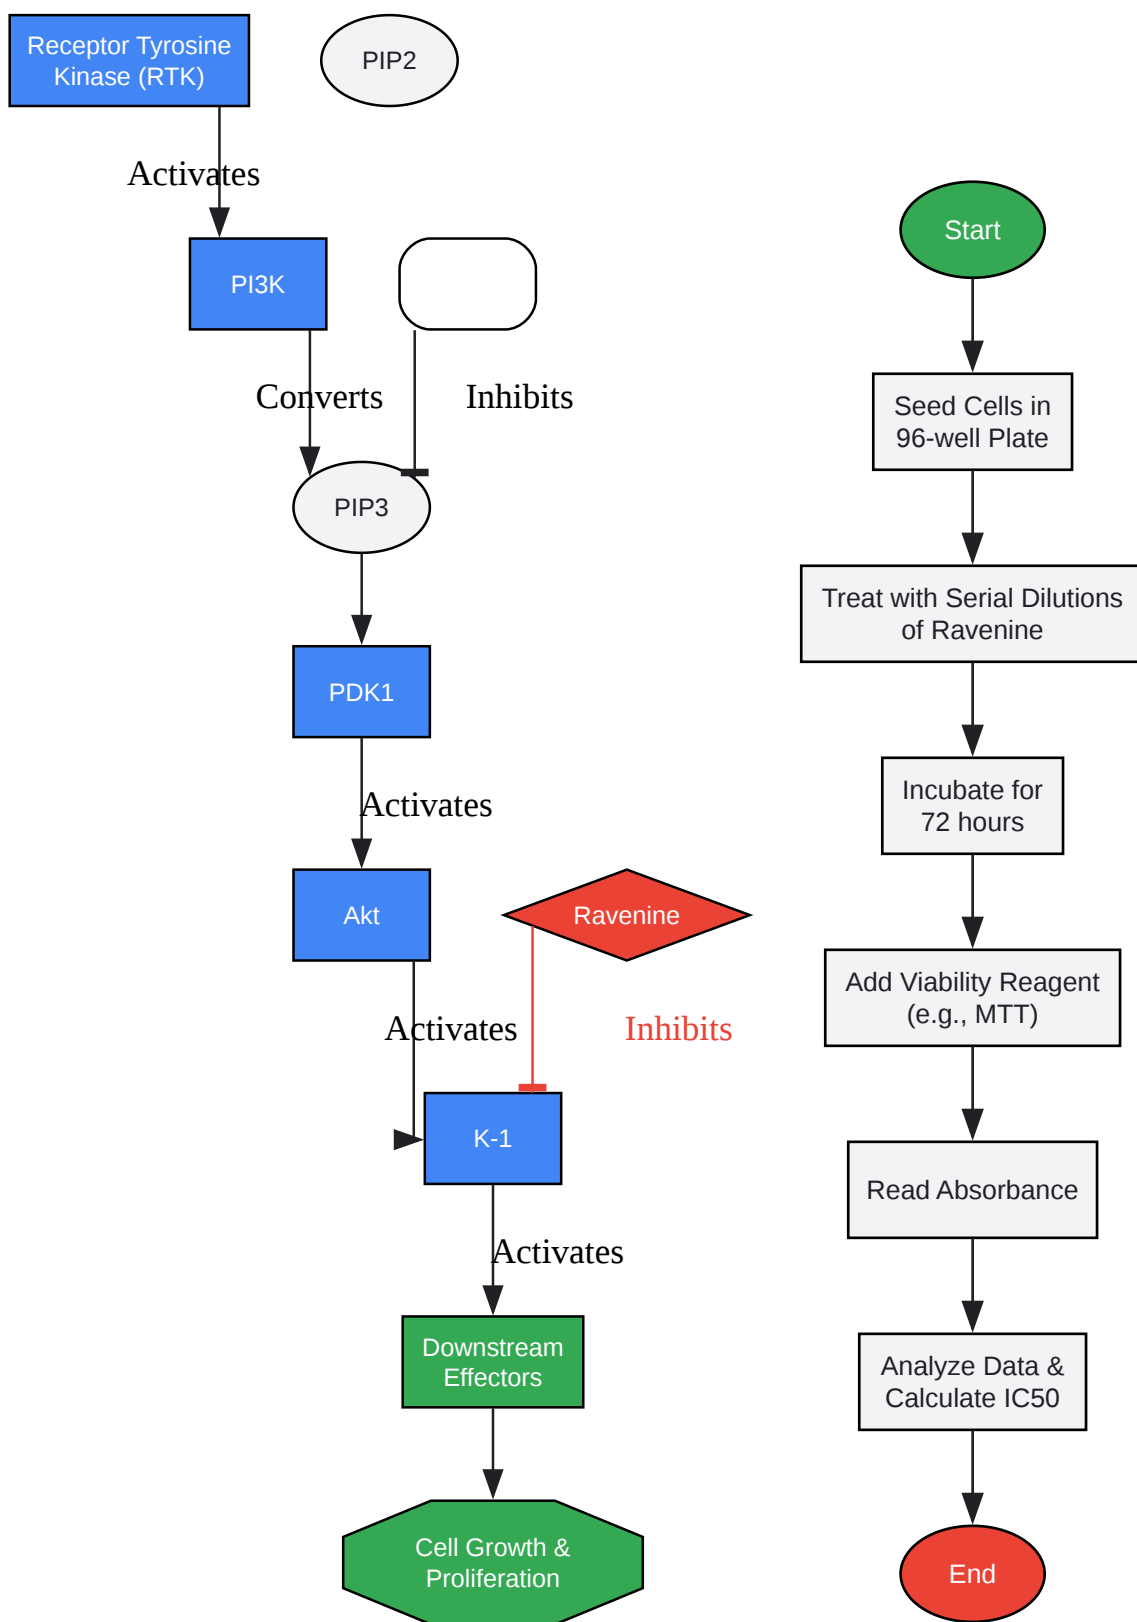 Receptor Tyrosine
Kinase (RTK)
PIP2
Activates
PI3K
Converts
Inhibits
PIP3
PDK1
Activates
Akt
Ravenine
Activates
Inhibits
K-1
Activates
Downstream
Effectors
Cell Growth &
Proliferation
Start
Seed Cells in
96-well Plate
Treat with Serial Dilutions
of Ravenine
Incubate for
72 hours
Add Viability Reagent
(e.g., MTT)
Read Absorbance
Analyze Data &
Calculate IC50
End